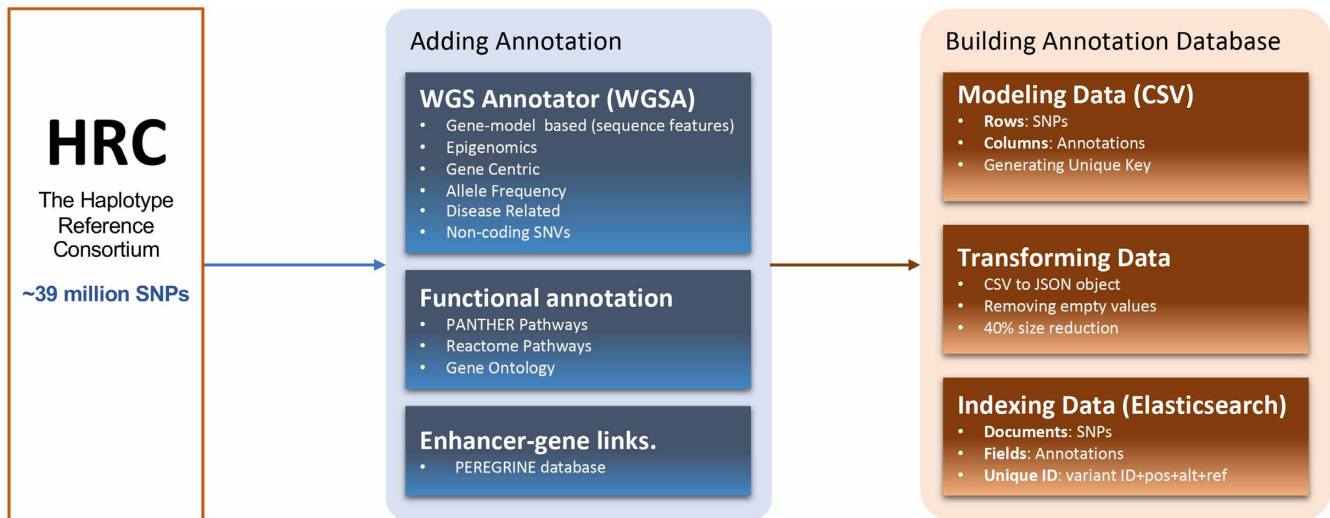 HRC
The Haplotype
Reference
Consortium
~39 million SNPs
Adding Annotation
WGS Annotator (WGSA)
• Gene-model based (sequence features)
• Epigenomics
• Gene Centric
• Allele Frequency
• Disease Related
• Non-coding SNVs
Functional annotation
• PANTHER Pathways
• Reactome Pathways
• Gene Ontology
Enhancer-gene links.
• PEREGRINE database
Building Annotation Database
Modeling Data (CSV)
• Rows: SNPs
• Columns: Annotations
• Generating Unique Key
Transforming Data
• CSV to JSON object
• Removing empty values
• 40% size reduction
Indexing Data (Elasticsearch)
• Documents: SNPs
• Fields: Annotations
• Unique ID: variant ID+pos+alt+ref